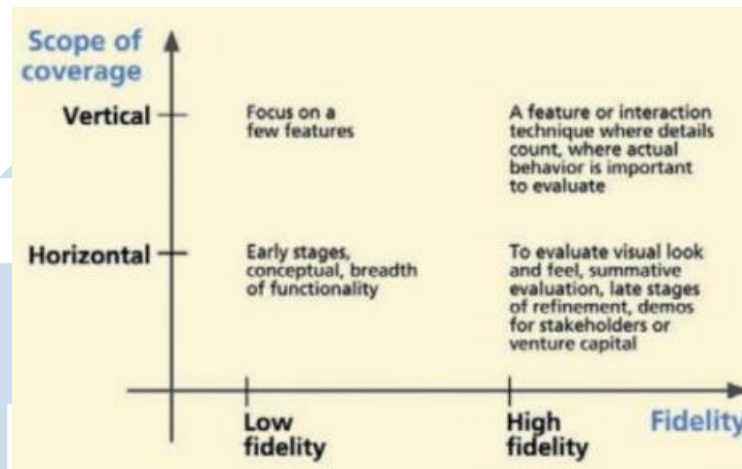 Scope of
coverage
Vertical
Focus on a
few features
A feature or interaction
technique where details
count, where actual
behavior is important
to evaluate
Horizontal
Early stages,
conceptual, breadth
of functionality
To evaluate visual look
and feel, summative
evaluation, late stages
of refinement, demos
for stakeholders or
venture capital
Low
fidelity
High
fidelity
Fidelity